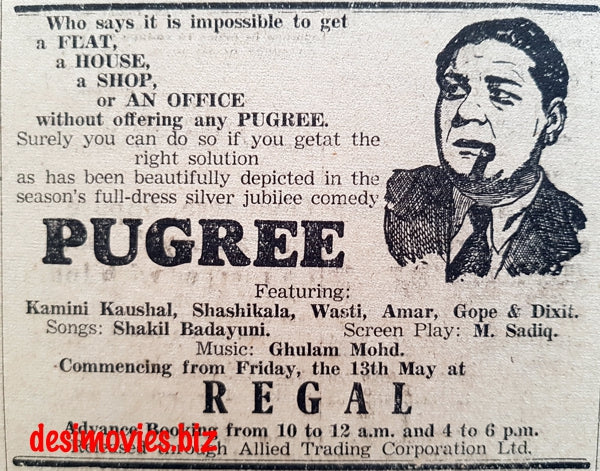 Who says it is impossible to get
a FLAT,
a HOUSE,
a SHOP,
or AN OFFICE
without offering any PUGREE.
Surely you can do so if you getat the
right solution
as has been beautifully depicted in the
season's full-dress silver jubilee comedy
PUGREE
Featuring:
Kamini Kaushal, Shashikala, Wasti, Amar, Gope & Dixit.
Songs: Shakil Badayuni. Screen Play: M. Sadiq.
Music: Ghulam Mohd.
Commencing from Friday, the 13th May at
REGAL
Advance Booking from 10 to 12 a.m. and 4 to 6 p.m.
desimovies.biz
Released through Allied Trading Corporation Ltd.